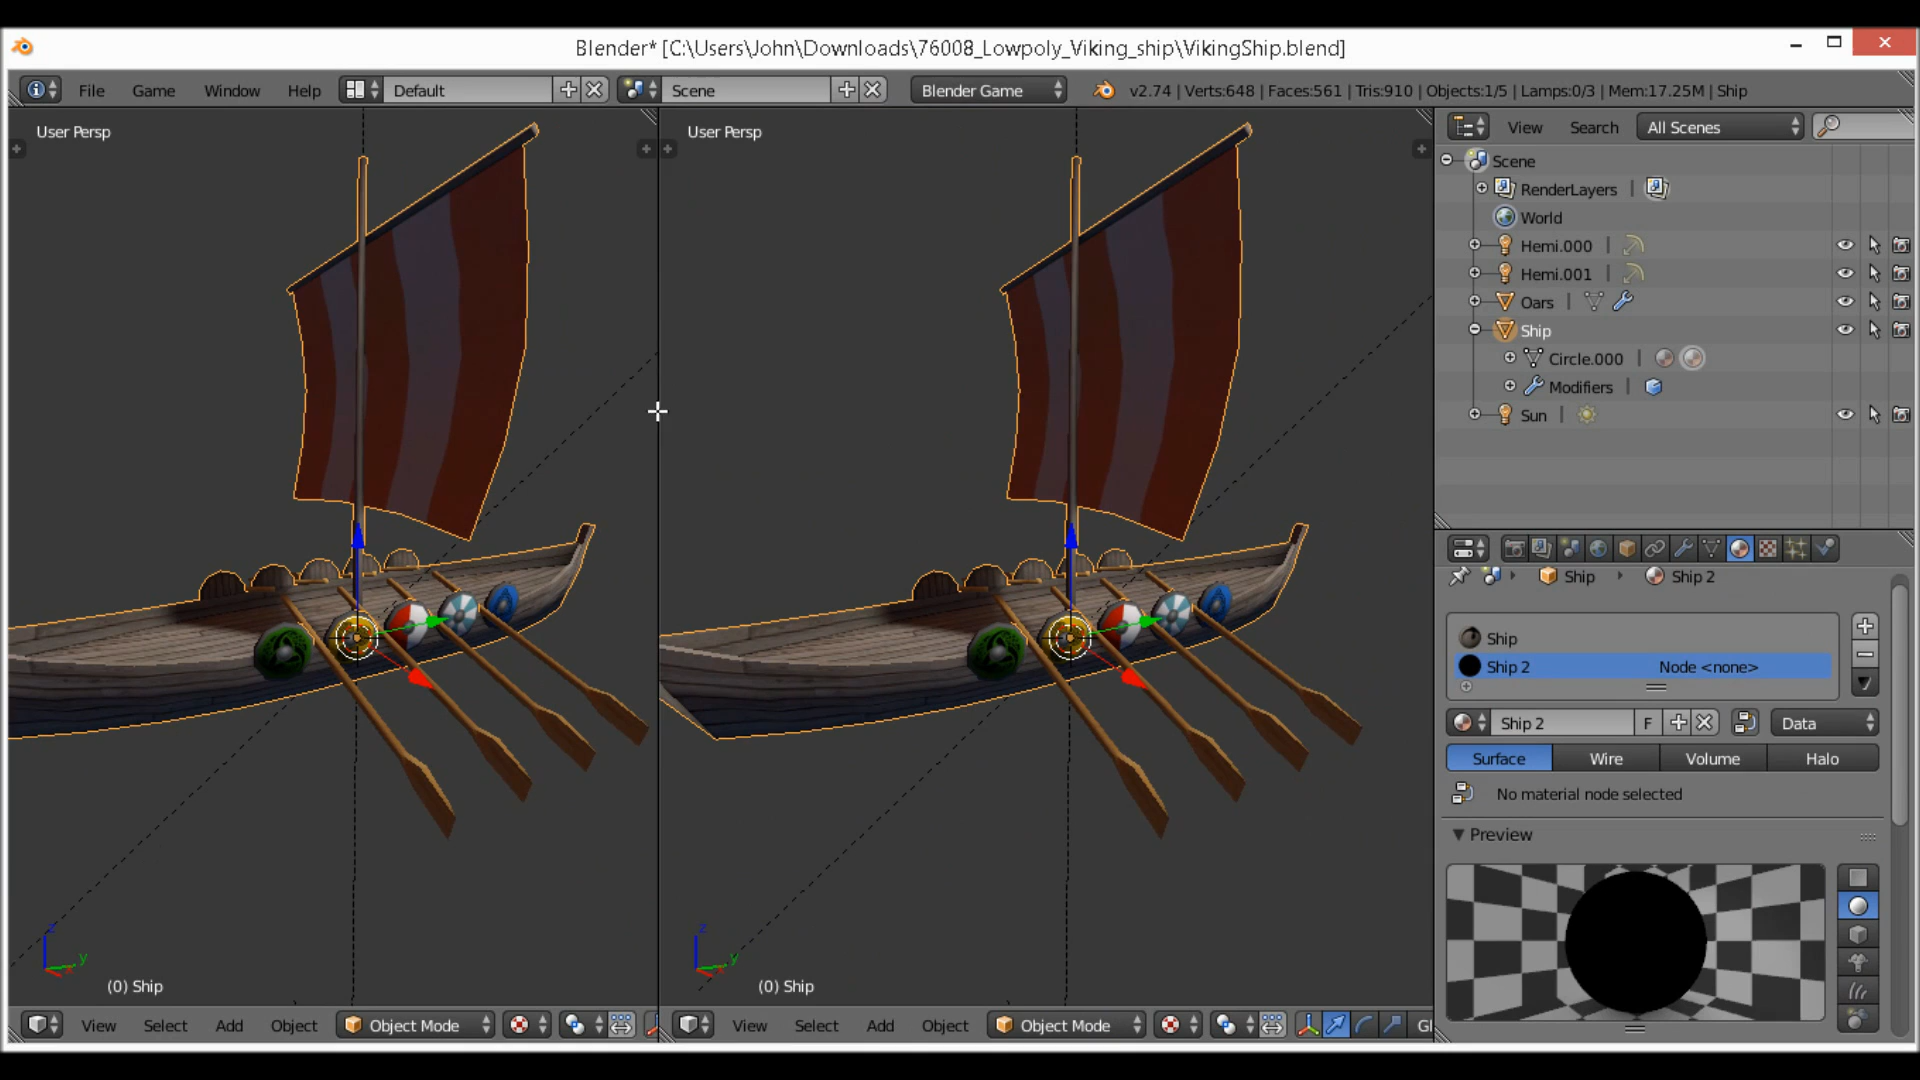 Blender* [C:\Users\John\Downloads\76008_Lowpoly_Viking_ship\VikingShip.blend]
File Game Window Help Default Scene Blender Game v2.74 | Verts:648 | Faces:561 | Tris:910 | Objects:1/5 | Lamps:0/3 | Mem:17.25M | Ship
User Persp
User Persp
View Search All Scenes
Scene
RenderLayers
World
Hemi.000
Hemi.001
Oars
Ship
Circle.000
Modifiers
Sun
Ship Ship 2
Ship
Ship 2 Node <none>
Ship 2 F Data
Surface Wire Volume Halo
No material node selected
Preview
z
y
z
y
(0) Ship
(0) Ship
View Select Add Object Object Mode
View Select Add Object Object Mode Gl